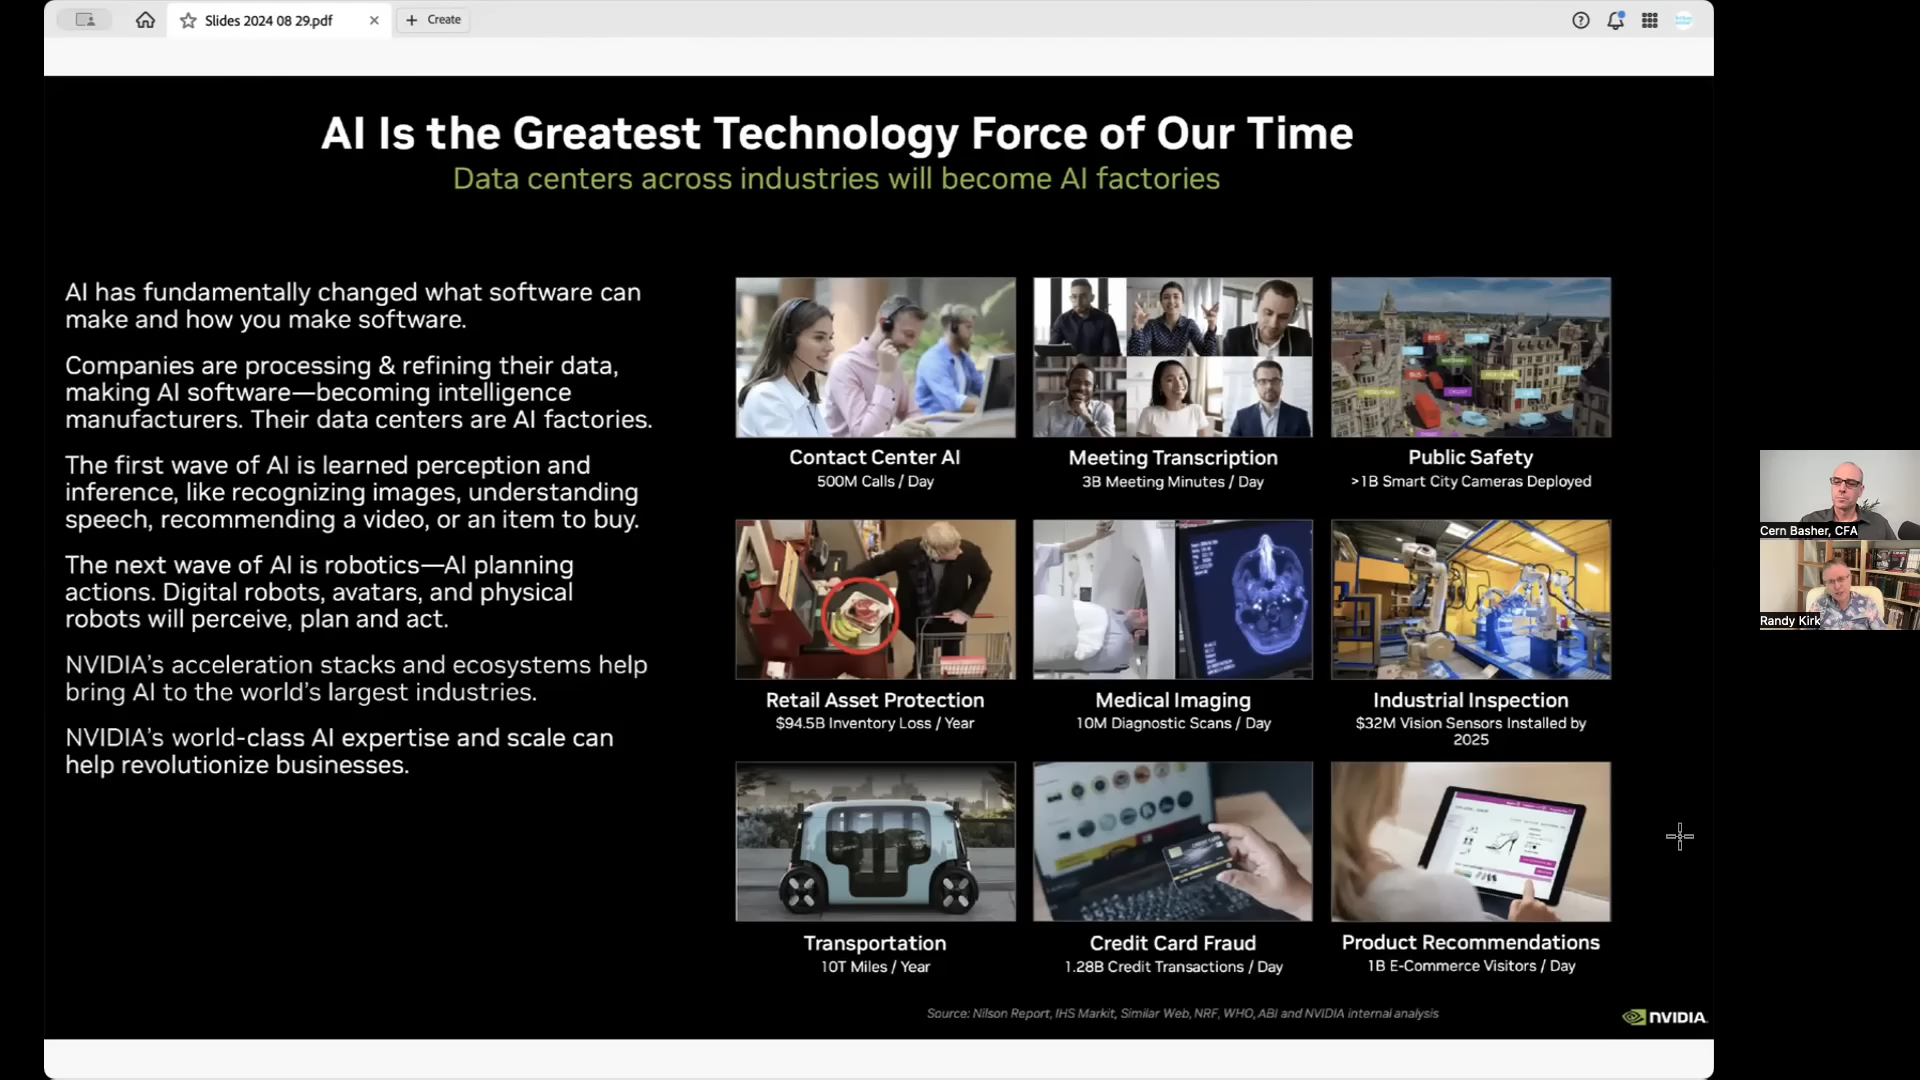 Slides 2024 08 29.pdf
Create
AI Is the Greatest Technology Force of Our Time
Data centers across industries will become AI factories
AI has fundamentally changed what software can
make and how you make software.
Companies are processing & refining their data,
making AI software—becoming intelligence
manufacturers. Their data centers are AI factories.
The first wave of AI is learned perception and
inference, like recognizing images, understanding
speech, recommending a video, or an item to buy.
The next wave of AI is robotics—AI planning
actions. Digital robots, avatars, and physical
robots will perceive, plan and act.
NVIDIA's acceleration stacks and ecosystems help
bring AI to the world's largest industries.
NVIDIA's world-class AI expertise and scale can
help revolutionize businesses.
Contact Center AI
500M Calls / Day
Meeting Transcription
3B Meeting Minutes / Day
Public Safety
>1B Smart City Cameras Deployed
Retail Asset Protection
$94.5B Inventory Loss / Year
Medical Imaging
10M Diagnostic Scans / Day
Industrial Inspection
$32M Vision Sensors Installed by
2025
Transportation
10T Miles / Year
Credit Card Fraud
1.28B Credit Transactions / Day
Product Recommendations
1B E-Commerce Visitors / Day
Source: Nilson Report, IHS Markit, Similar Web, NRF, WHO, ABI and NVIDIA internal analysis
NVIDIA
Cern Basher, CFA
Randy Kirk